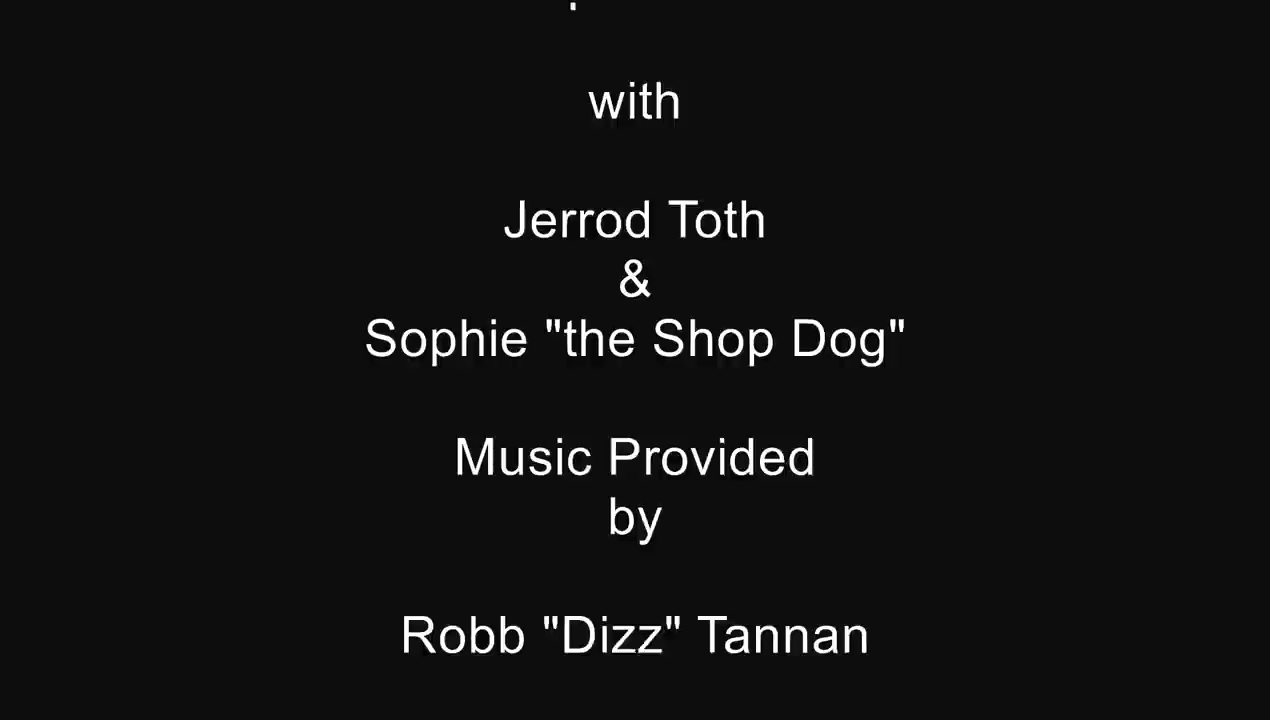 with
Jerrod Toth
&
Sophie "the Shop Dog"
Music Provided
by
Robb "Dizz" Tannan